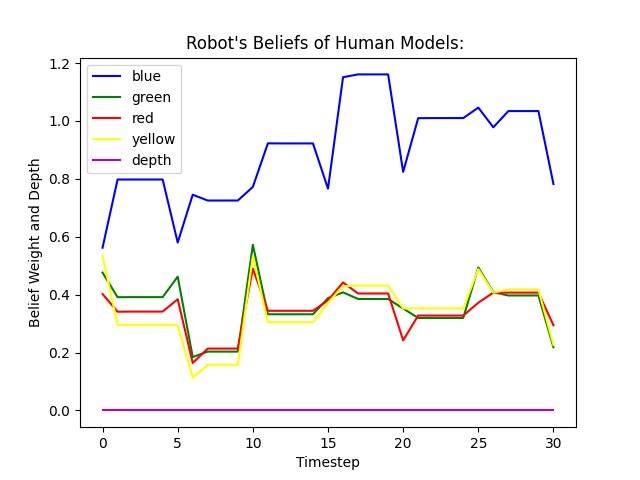 Robot's Beliefs of Human Models:
blue
green
red
yellow
depth
Belief Weight and Depth
1.2
1.0
0.8
0.6
0.4
0.2
0.0
0 5 10 15 20 25 30
Timestep